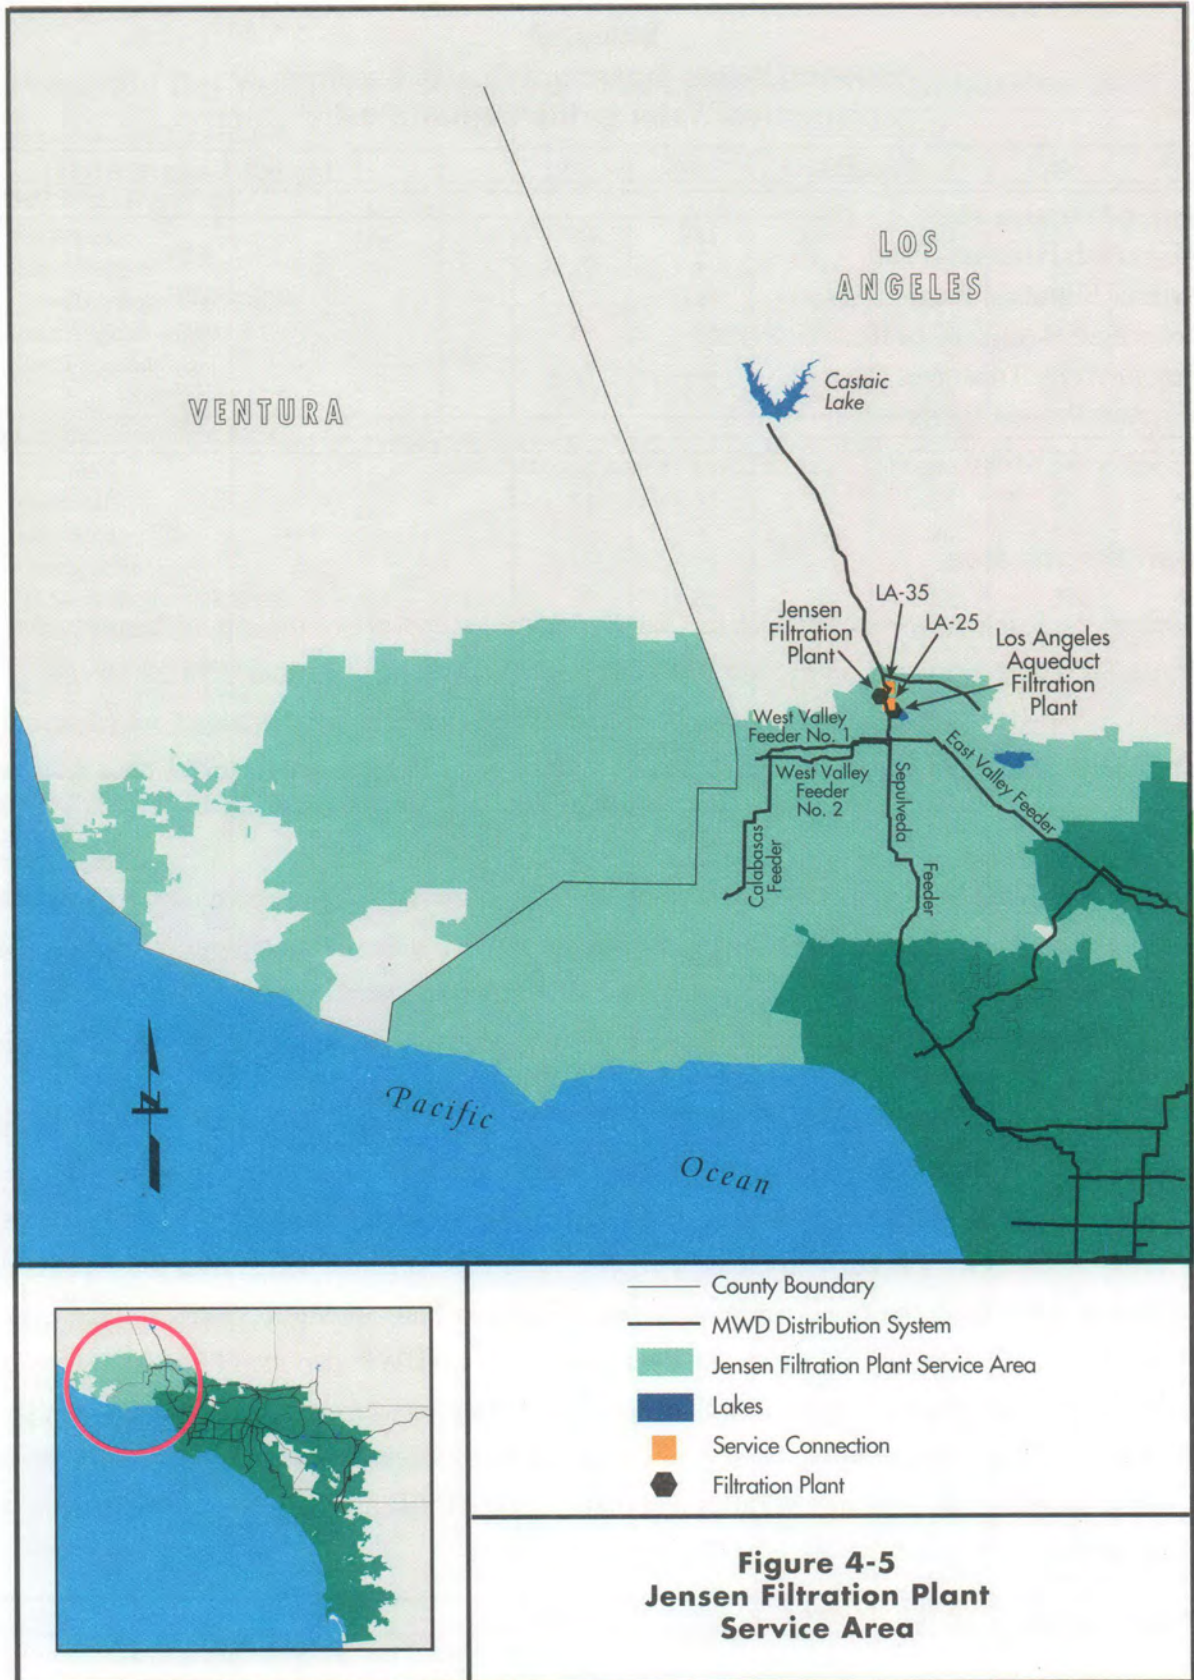 LOS
ANGELES
Castaic
Lake
VENTURA
LA-35
LA-25
Jensen
Filtration
Plant
Los Angeles
Aqueduct
Filtration
Plant
West Valley
Feeder No. 1
West Valley
Feeder
No. 2
East Valley Feeder
Sepulveda
Feeder
Calabasas
Feeder
Pacific
Ocean
N
County Boundary
MWD Distribution System
Jensen Filtration Plant Service Area
Lakes
Service Connection
Filtration Plant
Figure 4-5
Jensen Filtration Plant
Service Area